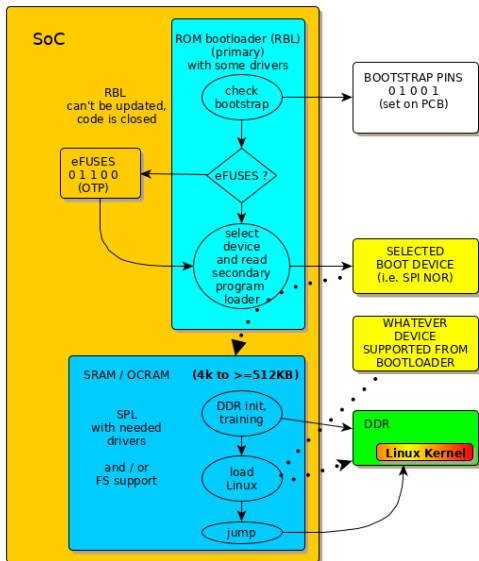 SoC
ROM bootloader (RBL)
(primary)
with some drivers
RBL
can't be updated,
code is closed
check
bootstrap
BOOTSTRAP PINS
0 1 0 0 1
(set on PCB)
eFUSES
0 1 1 0 0
(OTP)
eFUSES ?
select
device
and read
secondary
program
loader
SELECTED
BOOT DEVICE
(i.e. SPI NOR)
WHATEVER
DEVICE
SUPPORTED FROM
BOOTLOADER
SRAM / OCRAM
(4k to >=512KB)
SPL
with needed
drivers
and / or
FS support
DDR init,
training
load
Linux
jump
DDR
Linux Kernel